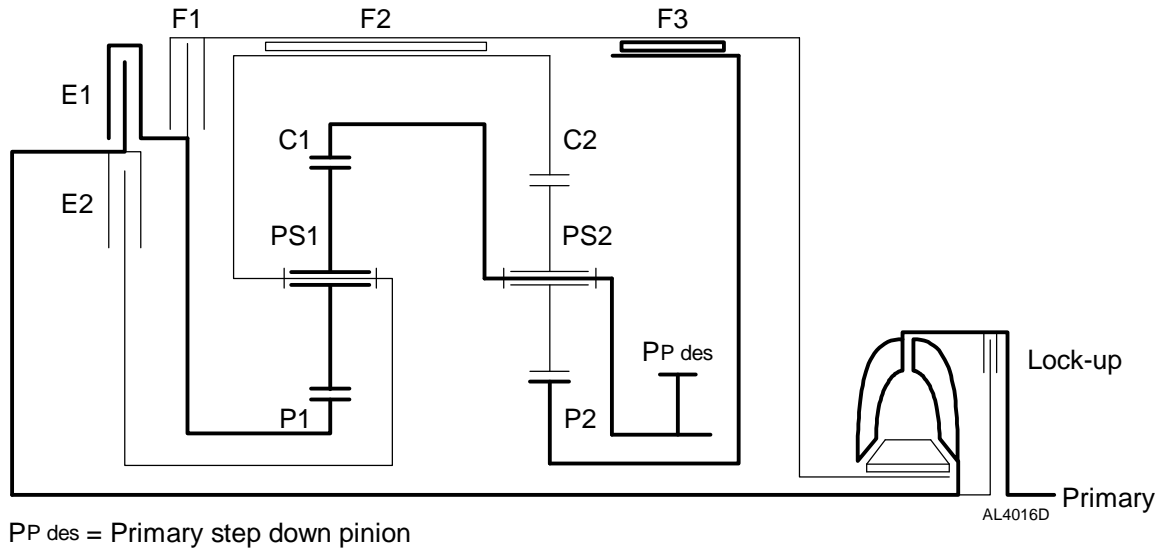 F1
F2
F3
E1
C1
C2
E2
PS1
PS2
PP des
Lock-up
P1
P2
Primary
AL4016D
PP des = Primary step down pinion